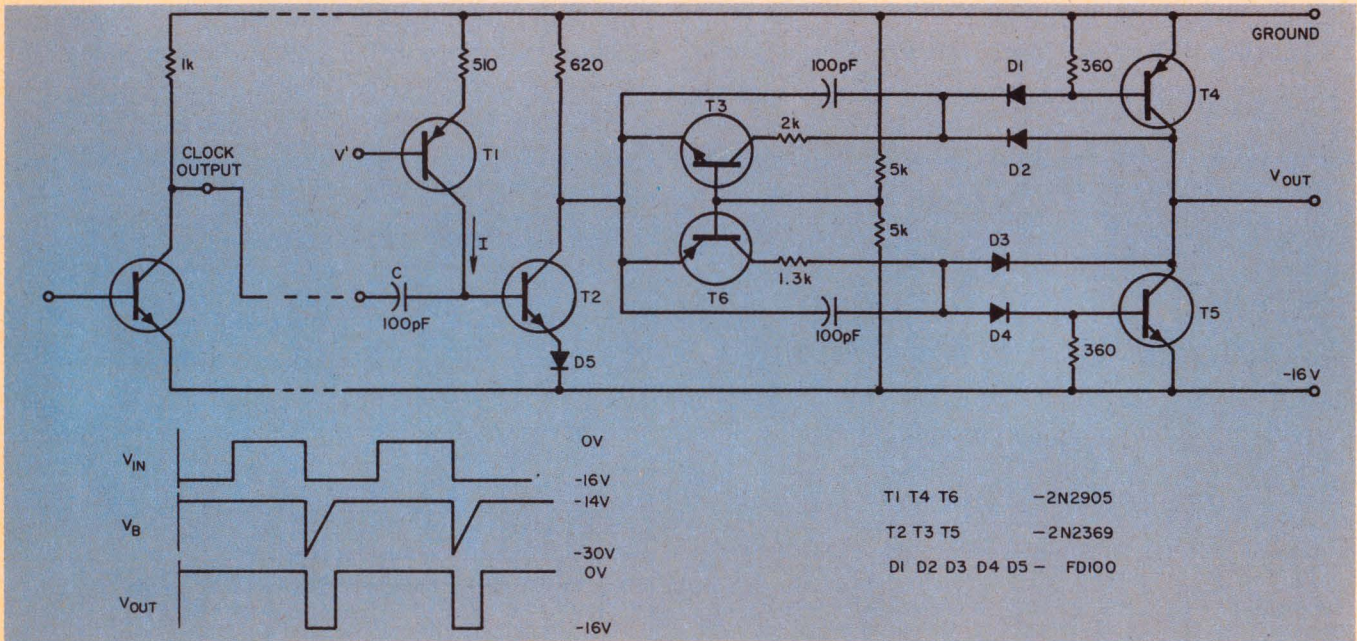 GROUND
1k
510
620
100pF
D1
360
T4
T3
2k
D2
V'
T1
CLOCK
OUTPUT
5k
VOUT
I
5k
D3
C
100pF
T2
T6
1.3k
100pF
D4
T5
D5
360
-16V
VIN
0V
-16V
VB
-14V
-30V
VOUT
0V
-16V
T1 T4 T6 -2N2905
T2 T3 T5 -2N2369
D1 D2 D3 D4 D5 - FD100